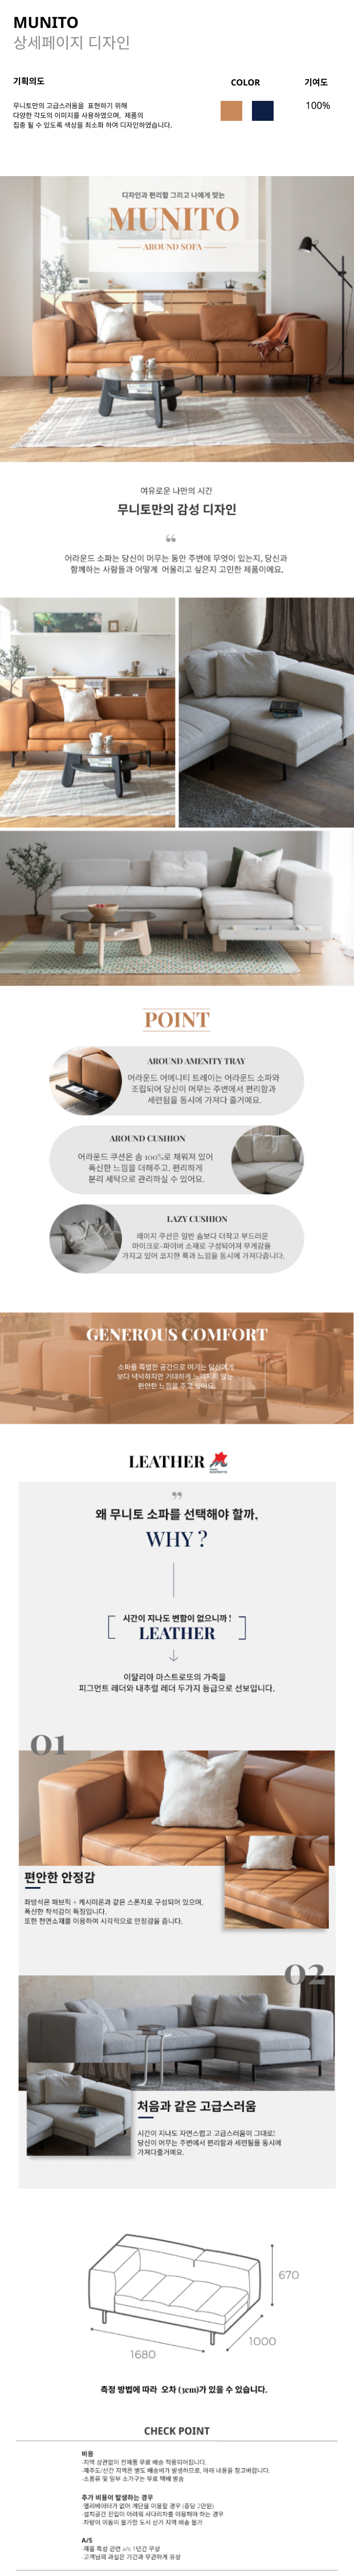 MUNITO
상세페이지 디자인
기획의도
COLOR
기여도
무니토만의 고급스러움을 표현하기 위해
다양한 각도의 이미지를 사용하였으며, 제품의
집중 될 수 있도록 색상을 최소화 하여 디자인하였습니다.
100%
디자인과 편리함 그리고 나에게 맞는
MUNITO
AROUND SOFA
여유로운 나만의 시간
무니토만의 감성 디자인
“
어라운드 소파는 당신이 머무는 동안 주변에 무엇이 있는지, 당신과
함께하는 사람들과 어떻게 어울리고 싶은지 고민한 제품이에요.
POINT
AROUND AMENITY TRAY
어라운드 어메니티 트레이는 어라운드 소파와
조립되어 당신이 머무는 주변에서 편리함과
세련됨을 동시에 가져다 줄거예요.
AROUND CUSHION
어라운드 쿠션은 솜 100%로 채워져 있어
폭신한 느낌을 더해주고, 편리하게
분리 세탁으로 관리하실 수 있어요.
LAZY CUSHION
레이지 쿠션은 일반 솜보다 더작고 부드러운
마이크로-파이버 소재로 구성되어져 무게감을
가지고 있어 코지한 룩과 느낌을 동시에 가져다줍니다.
GENEROUS COMFORT
소파를 특별한 공간으로 여기는 당신에게
보다 넉넉하지만 거대하게 느껴지지 않는
편안한 느낌을 주고 싶어요.
LEATHER
”
왜 무니토 소파를 선택해야 할까,
WHY ?
시간이 지나도 변함이 없으니까 !
LEATHER
이탈리아 마스트로또의 가죽을
피그먼트 레더와 내추럴 레더 두가지 등급으로 선보입니다.
01
편안한 안정감
좌방석은 패브릭 + 케시미론과 같은 스폰지로 구성되어 있으며,
폭신한 착석감이 특징입니다.
또한 천연소재를 이용하여 시각적으로 안정감을 줍니다.
02
처음과 같은 고급스러움
시간이 지나도 자연스럽고 고급스러움이 그대로!
당신이 머무는 주변에서 편리함과 세련됨을 동시에
가져다줄거예요.
670
1000
1680
측정 방법에 따라 오차 (3cm)가 있을 수 있습니다.
CHECK POINT
비용
-지역 상관없이 전제품 무료 배송 적용되어집니다.
-제주도/산간 지역은 별도 배송비가 발생하므로, 아래 내용을 참고바랍니다.
-소품류 및 일부 소가구는 무료 택배 발송
추가 비용이 발생하는 경우
-엘리베이터가 없어 계단을 이용할 경우 (층당 2만원)
-설치공간 진입이 어려워 사다리차를 이용해야 하는 경우
-차량이 이동이 불가한 도서 산가 지역 배송 불가
A/S
-제품 특성 관련 a/s 1년간 무상
-고객님꽤 과실은 기간과 무관하게 유상